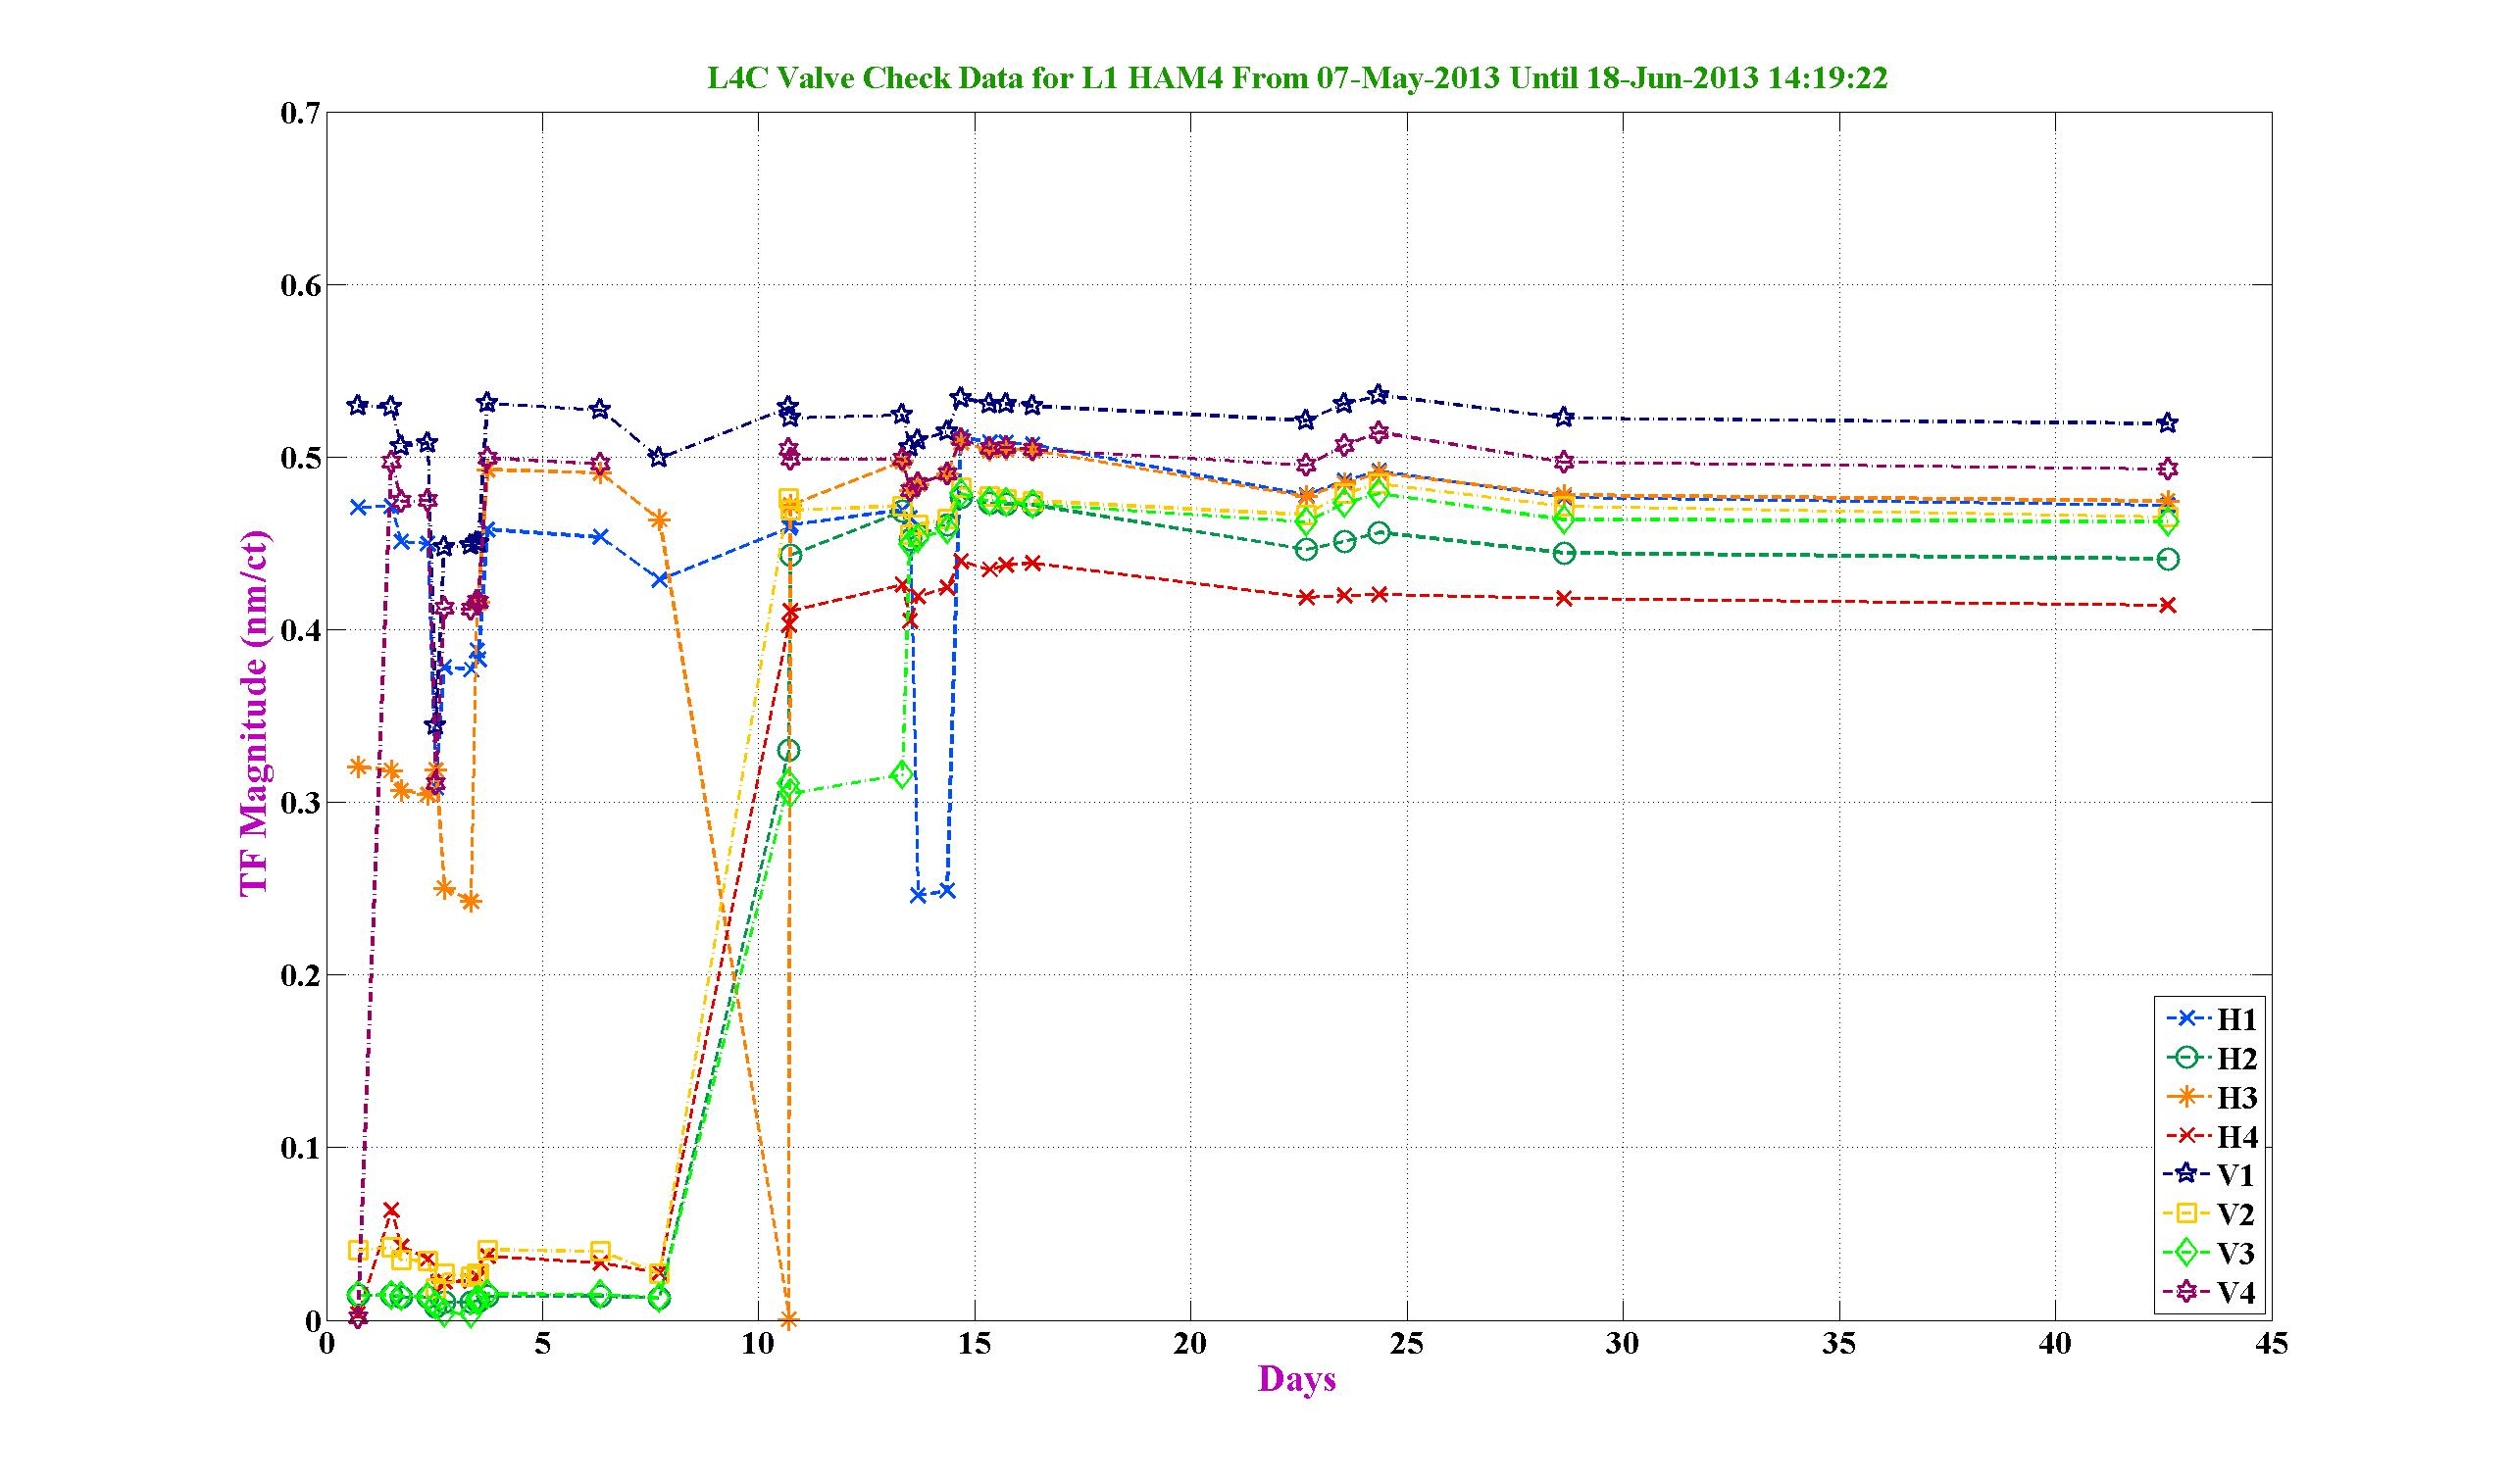 L4C Valve Check Data for L1 HAM4 From 07-May-2013 Until 18-Jun-2013 14:19:22
TF Magnitude (nm/ct)
0.7
0.6
0.5
0.4
0.3
0.2
0.1
0
0 5 10 15 20 25 30 35 40 45
Days
H1
H2
H3
H4
V1
V2
V3
V4